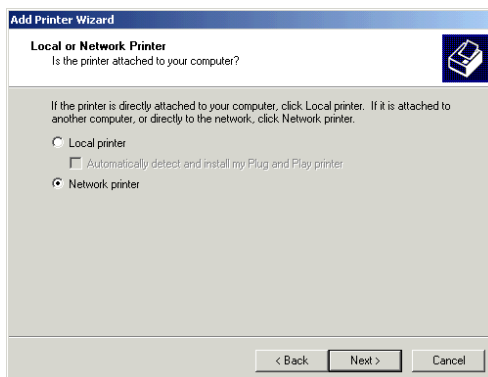 Add Printer Wizard
Local or Network Printer
Is the printer attached to your computer?
If the printer is directly attached to your computer, click Local printer. If it is attached to
another computer, or directly to the network, click Network printer.
Local printer
Automatically detect and install my Plug and Play printer
Network printer
< Back Next > Cancel